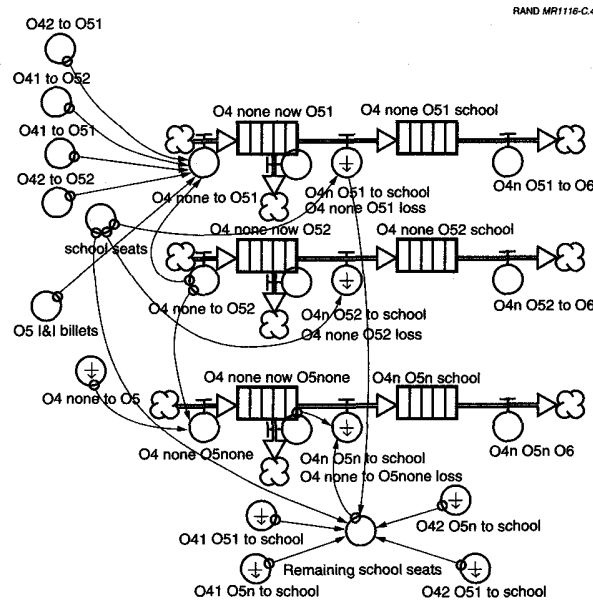 RAND MR1116-C.4
O42 to O51
O41 to O52
O41 to O51
O42 to O52
school seats
O5 I&I billets
O4 none to O5
O4 none now O51
O4 none O51 school
O4 none to O51
O4n O51 to school
O4 none O51 loss
O4n O51 to O6
O4 none now O52
O4 none O52 school
O4 none to O52
O4n O52 to school
O4 none O52 loss
O4n O52 to O6
O4 none now O5none
O4n O5n school
O4 none O5none
O4n O5n to school
O4 none to O5none loss
O4n O5n O6
O41 O51 to school
O42 O5n to school
Remaining school seats
O41 O5n to school
O42 O51 to school